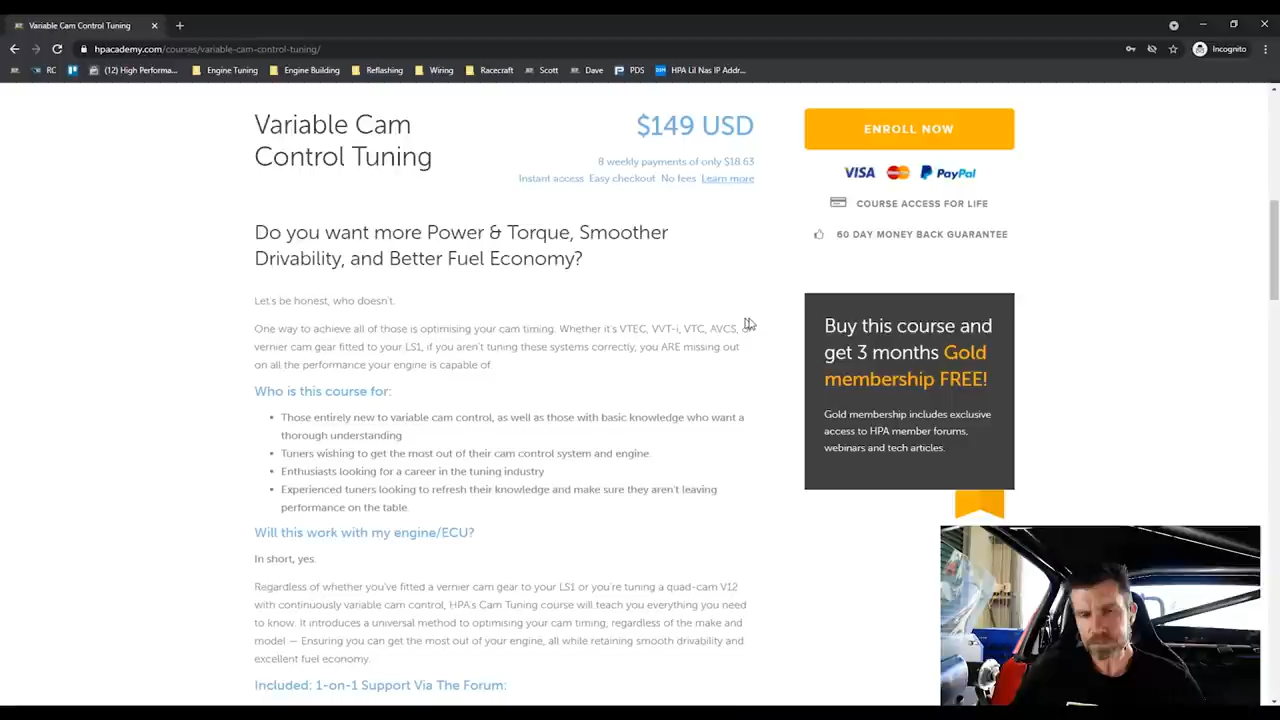 Variable Cam Control Tuning
hpacademy.com/courses/variable-cam-control-tuning/
Incognito
RC
(12) High Performa...
Engine Tuning
Engine Building
Reflashing
Wiring
Racecraft
Scott
Dave
PDS
HPA Lil Nas IP Addr...
Variable Cam
Control Tuning
$149 USD
8 weekly payments of only $18.63
Instant access Easy checkout No fees Learn more
Do you want more Power & Torque, Smoother
Drivability, and Better Fuel Economy?
Let's be honest, who doesn't.
One way to achieve all of those is optimising your cam timing. Whether it's VTEC, VVT-i, VTC, AVCS,
vernier cam gear fitted to your LS1, if you aren't tuning these systems correctly, you ARE missing out
on all the performance your engine is capable of
Who is this course for:
Those entirely new to variable cam control, as well as those with basic knowledge who want a
thorough understanding
Tuners wishing to get the most out of their cam control system and engine.
Enthusiasts looking for a career in the tuning industry
Experienced tuners looking to refresh their knowledge and make sure they aren't leaving
performance on the table.
Will this work with my engine/ECU?
In short, yes.
Regardless of whether you've fitted a vernier cam gear to your LS1 or you're tuning a quad-cam V12
with continuously variable cam control, HPA's Cam Tuning course will teach you everything you need
to know. It introduces a universal method to optimising your cam timing, regardless of the make and
model — Ensuring you can get the most out of your engine, all while retaining smooth drivability and
excellent fuel economy.
Included: 1-on-1 Support Via The Forum:
ENROLL NOW
VISA MasterCard PayPal
COURSE ACCESS FOR LIFE
60 DAY MONEY BACK GUARANTEE
Buy this course and
get 3 months Gold
membership FREE!
Gold membership includes exclusive
access to HPA member forums,
webinars and tech articles.